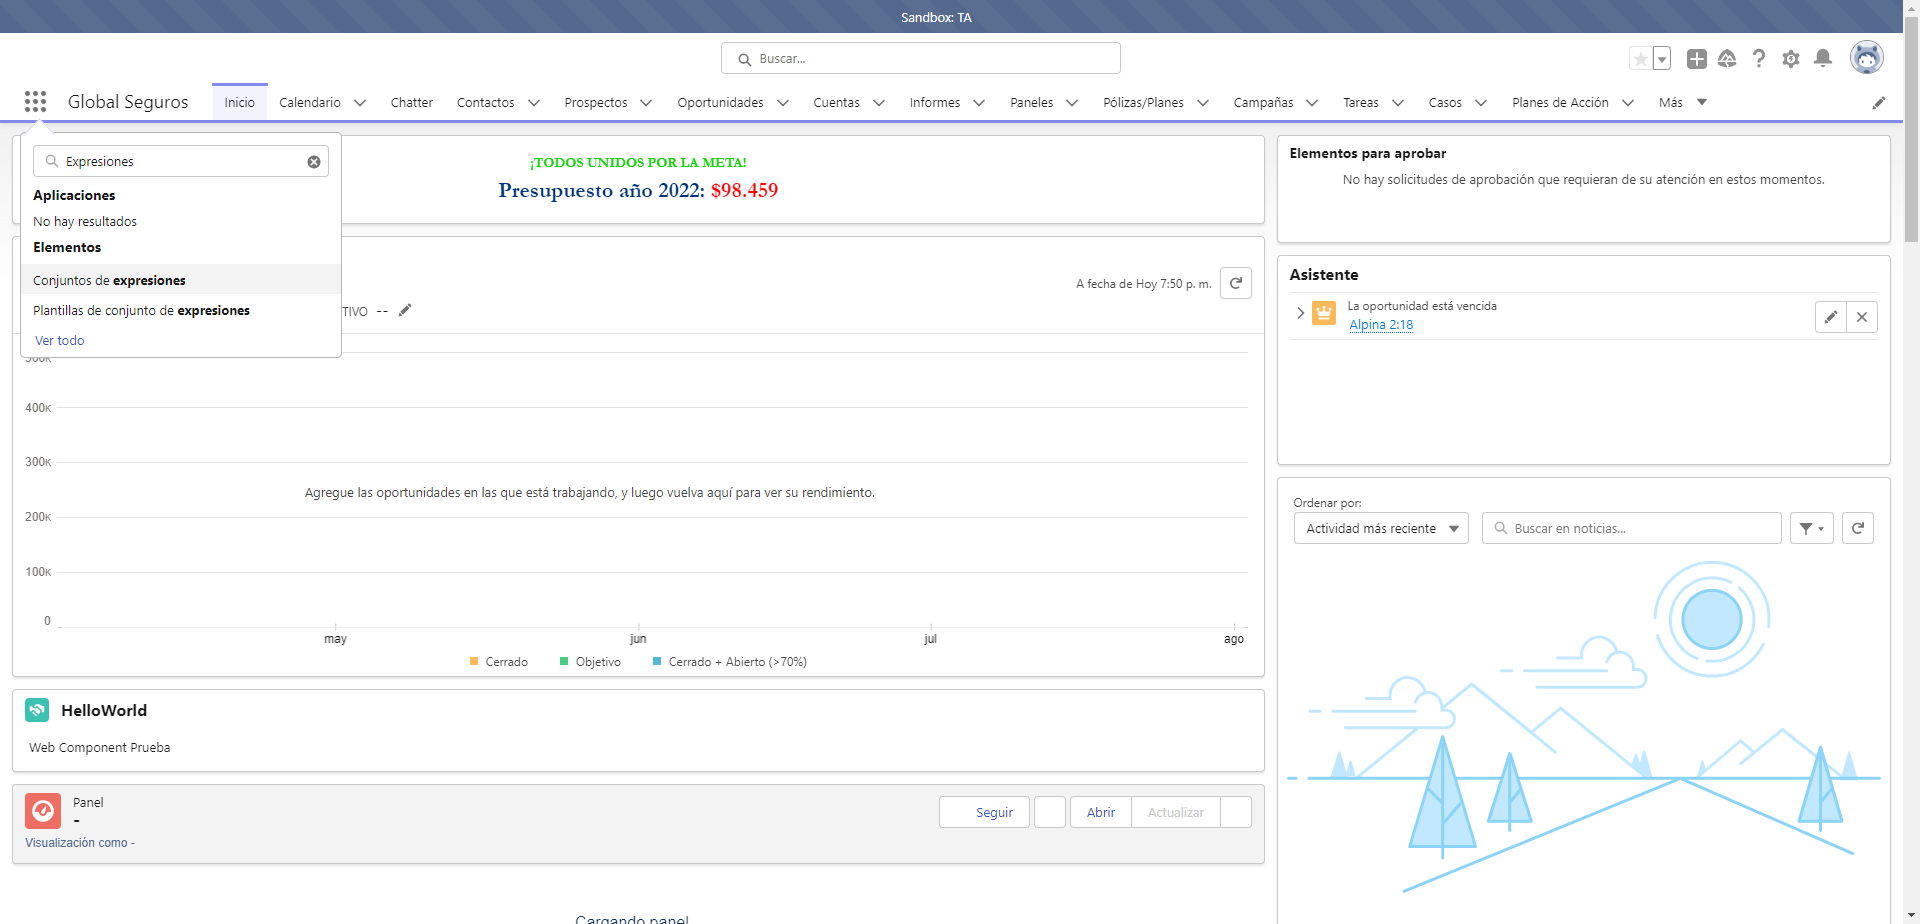 Sandbox: TA
Buscar...
Global Seguros
Inicio
Calendario
Chatter
Contactos
Prospectos
Oportunidades
Cuentas
Informes
Paneles
Pólizas/Planes
Campañas
Tareas
Casos
Planes de Acción
Más
Expresiones
Aplicaciones
No hay resultados
Elementos
Conjuntos de expresiones
Plantillas de conjunto de expresiones
Ver todo
¡TODOS UNIDOS POR LA META!
Presupuesto año 2022: $98.459
A fecha de Hoy 7:50 p. m.
TIVO --
500K
400K
300K
200K
100K
0
Agregue las oportunidades en las que está trabajando, y luego vuelva aquí para ver su rendimiento.
may
jun
jul
ago
Cerrado
Objetivo
Cerrado + Abierto (>70%)
HelloWorld
Web Component Prueba
Panel
-
Visualización como -
Seguir
Abrir
Actualizar
Cargando panel
Elementos para aprobar
No hay solicitudes de aprobación que requieran de su atención en estos momentos.
Asistente
La oportunidad está vencida
Alpina 2:18
Ordenar por:
Actividad más reciente
Buscar en noticias...